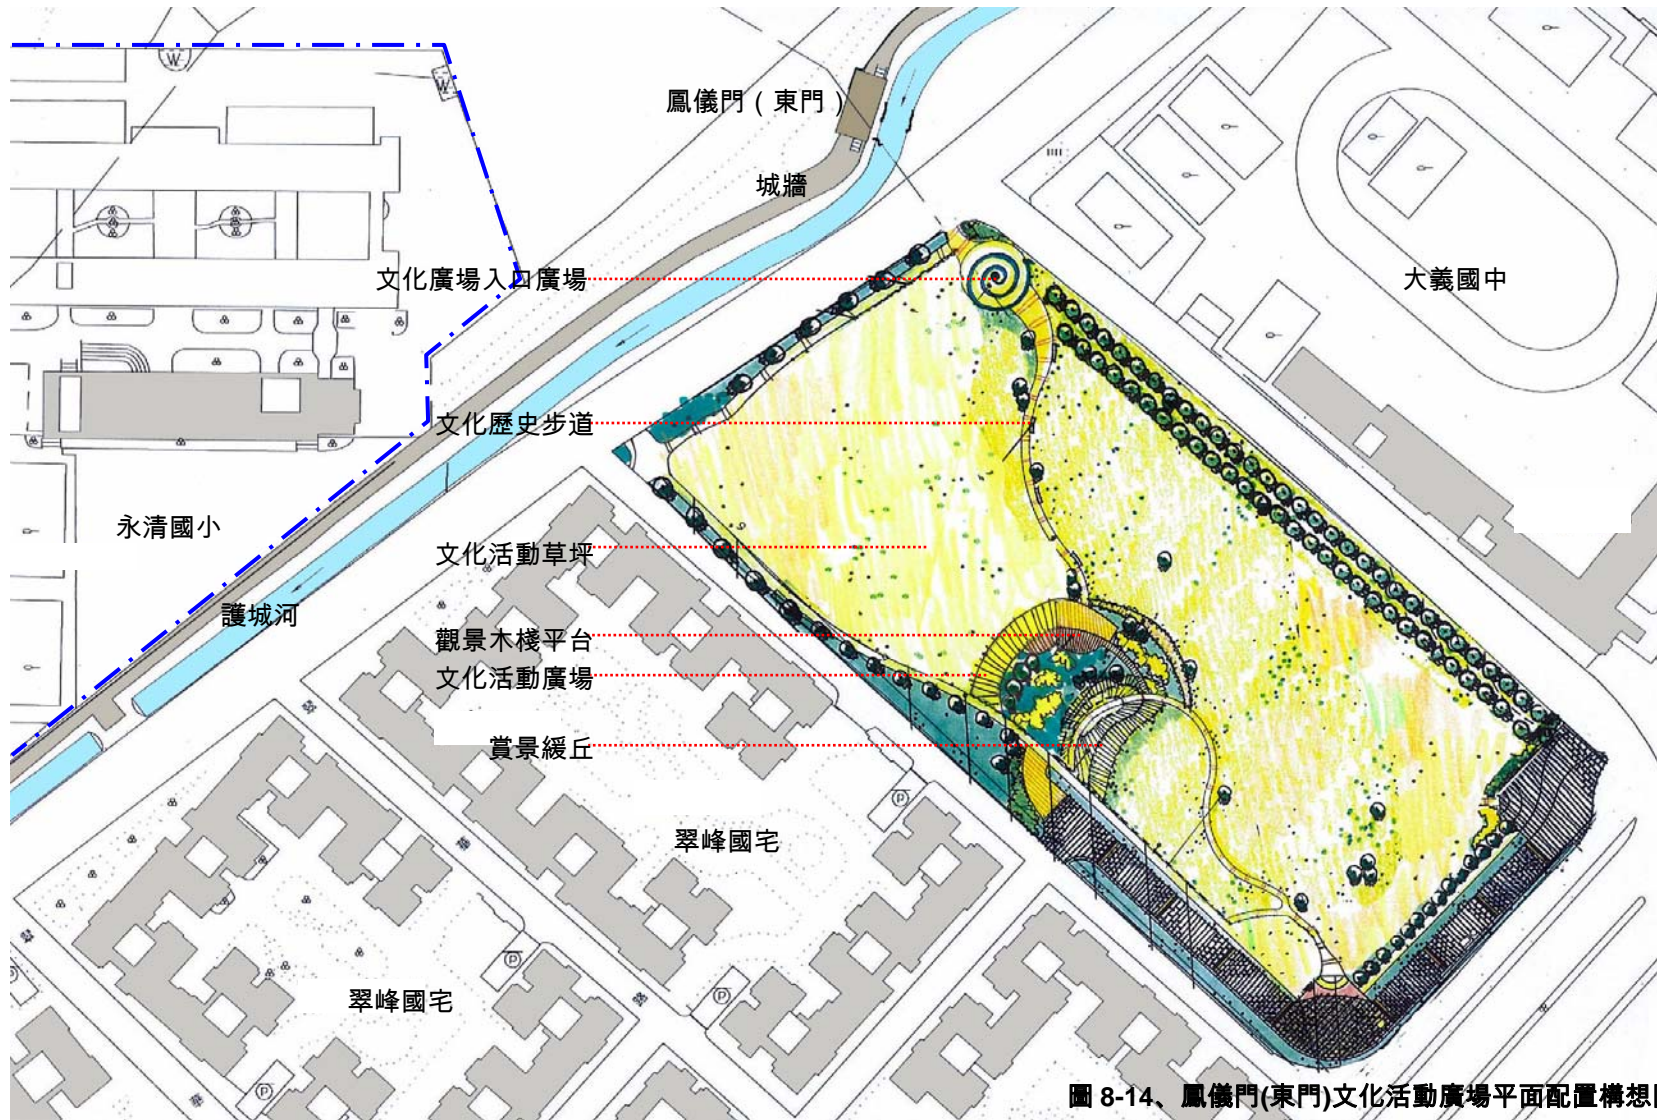 W
W
鳳儀門（東門）
城牆
文化廣場入口廣場
大義國中
文化歷史步道
永清國小
文化活動草坪
護城河
觀景木棧平台
文化活動廣場
賞景緩丘
P
翠峰國宅
P
翠峰國宅
P
P
P
圖 8-14、鳳儀門(東門)文化活動廣場平面配置構想